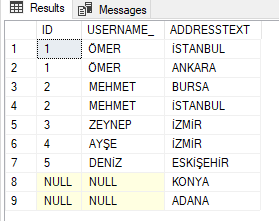 Results Messages
ID USERNAME_ ADDRESSTEXT
1 1 ÖMER İSTANBUL
2 1 ÖMER ANKARA
3 2 MEHMET BURSA
4 2 MEHMET İSTANBUL
5 3 ZEYNEP İZMİR
6 4 AYŞE İZMİR
7 5 DENİZ ESKİŞEHİR
8 NULL NULL KONYA
9 NULL NULL ADANA